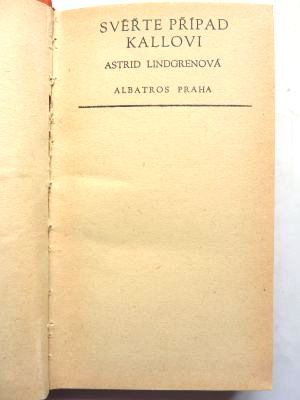 SVĚŘTE PŘÍPAD
KALLOVI
ASTRID LINDGRENOVÁ
ALBATROS PRAHA